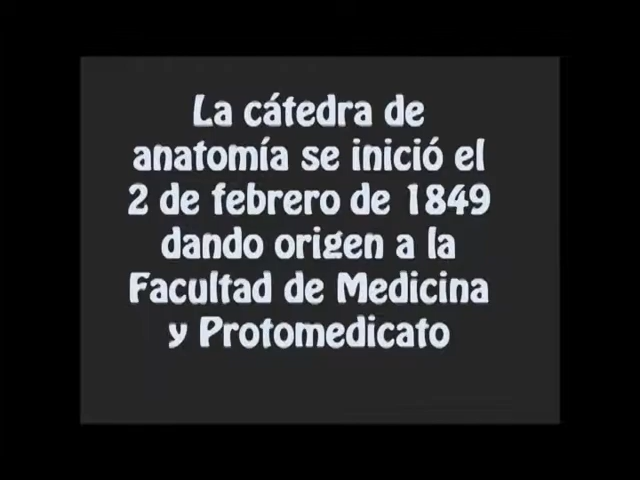 La cátedra de
anatomía se inició el
2 de febrero de 1849
dando origen a la
Facultad de Medicina
y Protomedicato